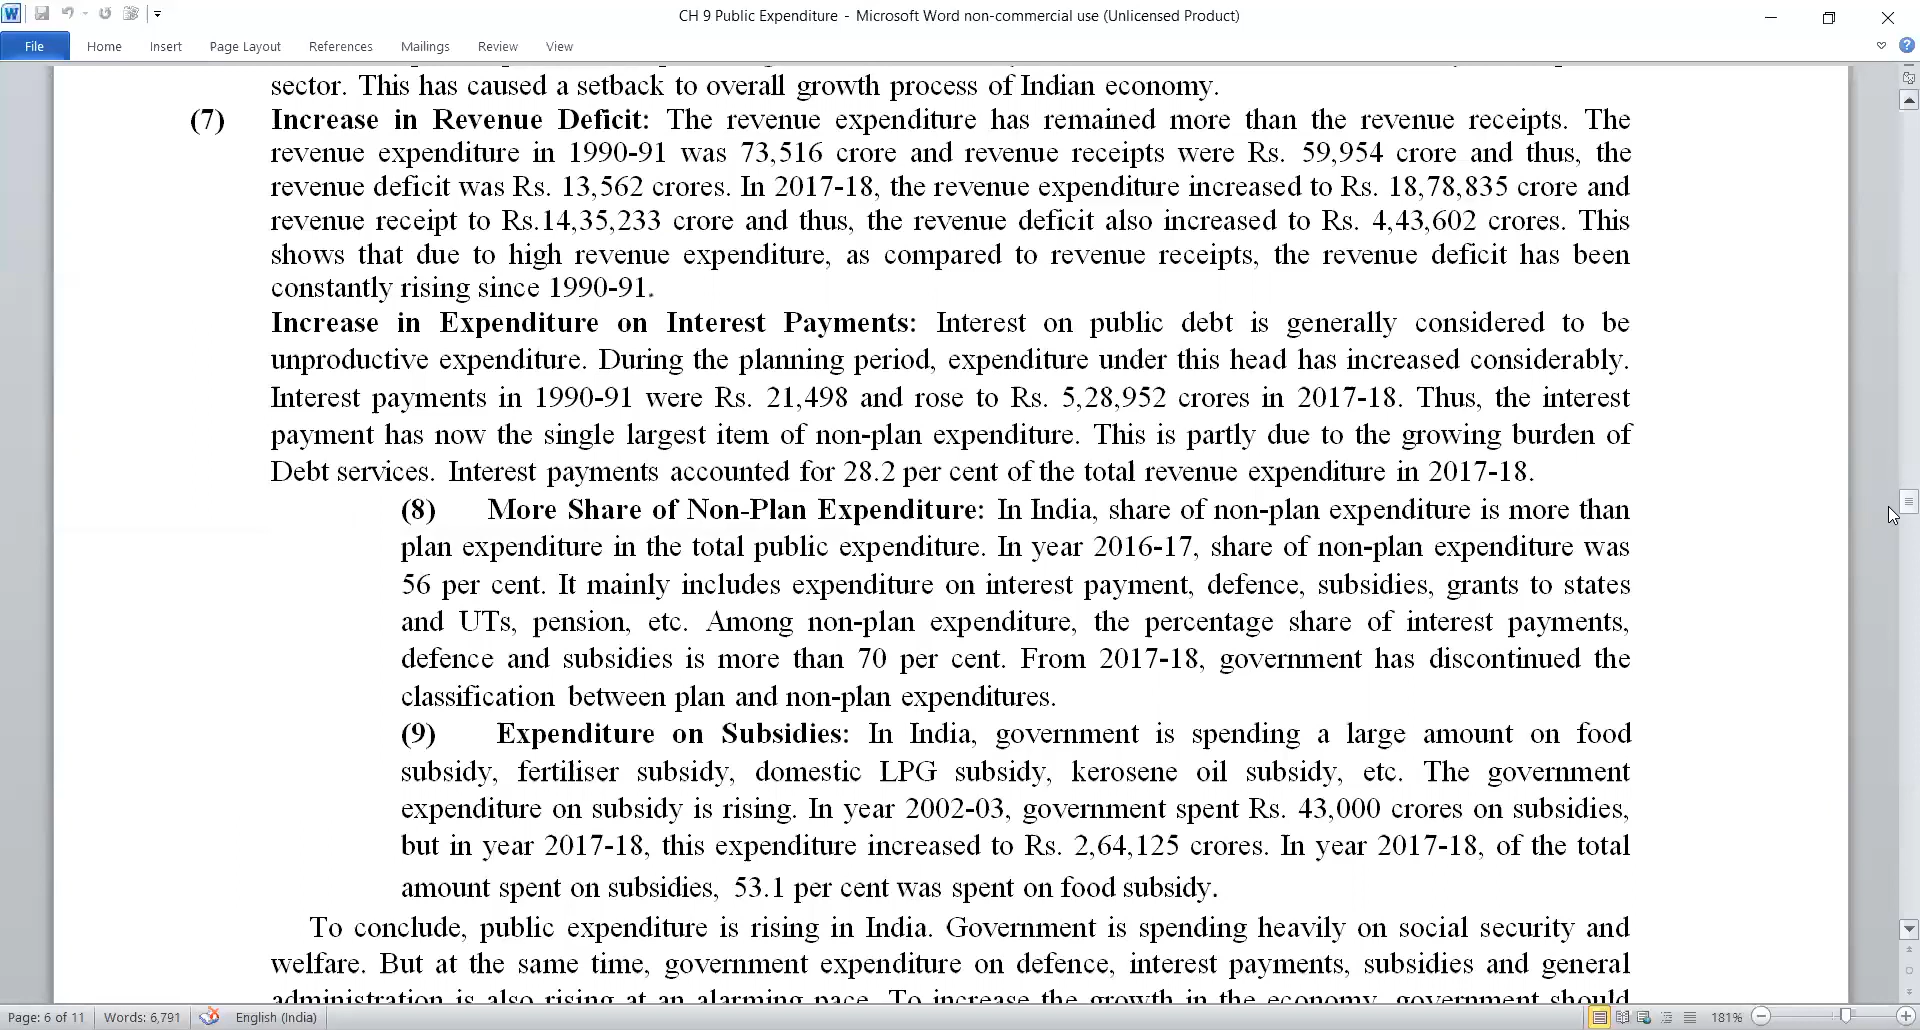 CH 9 Public Expenditure - Microsoft Word non-commercial use (Unlicensed Product)
File Home Insert Page Layout References Mailings Review View
sector. This has caused a setback to overall growth process of Indian economy.
(7) Increase in Revenue Deficit: The revenue expenditure has remained more than the revenue receipts. The
revenue expenditure in 1990-91 was 73,516 crore and revenue receipts were Rs. 59,954 crore and thus, the
revenue deficit was Rs. 13,562 crores. In 2017-18, the revenue expenditure increased to Rs. 18,78,835 crore and
revenue receipt to Rs.14,35,233 crore and thus, the revenue deficit also increased to Rs. 4,43,602 crores. This
shows that due to high revenue expenditure, as compared to revenue receipts, the revenue deficit has been
constantly rising since 1990-91.
Increase in Expenditure on Interest Payments: Interest on public debt is generally considered to be
unproductive expenditure. During the planning period, expenditure under this head has increased considerably.
Interest payments in 1990-91 were Rs. 21,498 and rose to Rs. 5,28,952 crores in 2017-18. Thus, the interest
payment has now the single largest item of non-plan expenditure. This is partly due to the growing burden of
Debt services. Interest payments accounted for 28.2 per cent of the total revenue expenditure in 2017-18.
(8) More Share of Non-Plan Expenditure: In India, share of non-plan expenditure is more than
plan expenditure in the total public expenditure. In year 2016-17, share of non-plan expenditure was
56 per cent. It mainly includes expenditure on interest payment, defence, subsidies, grants to states
and UTs, pension, etc. Among non-plan expenditure, the percentage share of interest payments,
defence and subsidies is more than 70 per cent. From 2017-18, government has discontinued the
classification between plan and non-plan expenditures.
(9) Expenditure on Subsidies: In India, government is spending a large amount on food
subsidy, fertiliser subsidy, domestic LPG subsidy, kerosene oil subsidy, etc. The government
expenditure on subsidy is rising. In year 2002-03, government spent Rs. 43,000 crores on subsidies,
but in year 2017-18, this expenditure increased to Rs. 2,64,125 crores. In year 2017-18, of the total
amount spent on subsidies, 53.1 per cent was spent on food subsidy.
To conclude, public expenditure is rising in India. Government is spending heavily on social security and
welfare. But at the same time, government expenditure on defence, interest payments, subsidies and general
administration is also rising at an alarming pace. To increase the growth in the economy, government should
Page: 6 of 11 Words: 6,791 English (India) 181%